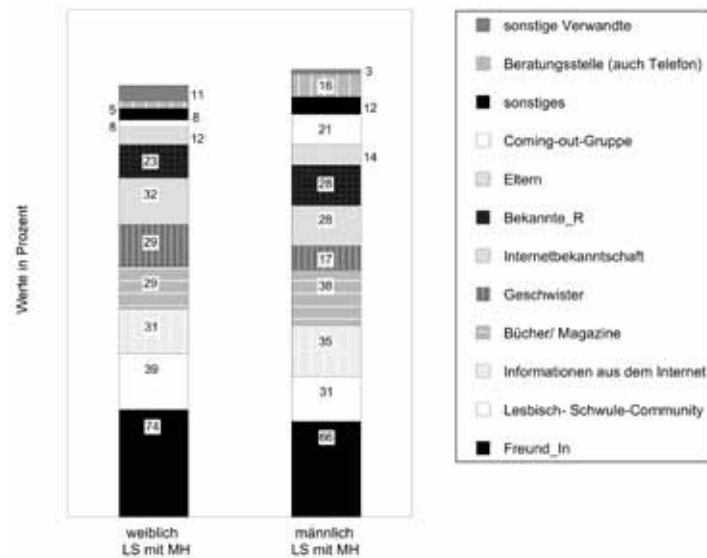 Werte in Prozent
11
5
8
8
12
23
32
29
29
31
39
74
weiblich
LS mit MH
3
16
12
21
14
28
28
17
38
35
31
66
männlich
LS mit MH
sonstige Verwandte
Beratungsstelle (auch Telefon)
sonstiges
Coming-out-Gruppe
Eltern
Bekannte_R
Internetbekanntschaft
Geschwister
Bücher/ Magazine
Informationen aus dem Internet
Lesbisch- Schwule-Community
Freund_In